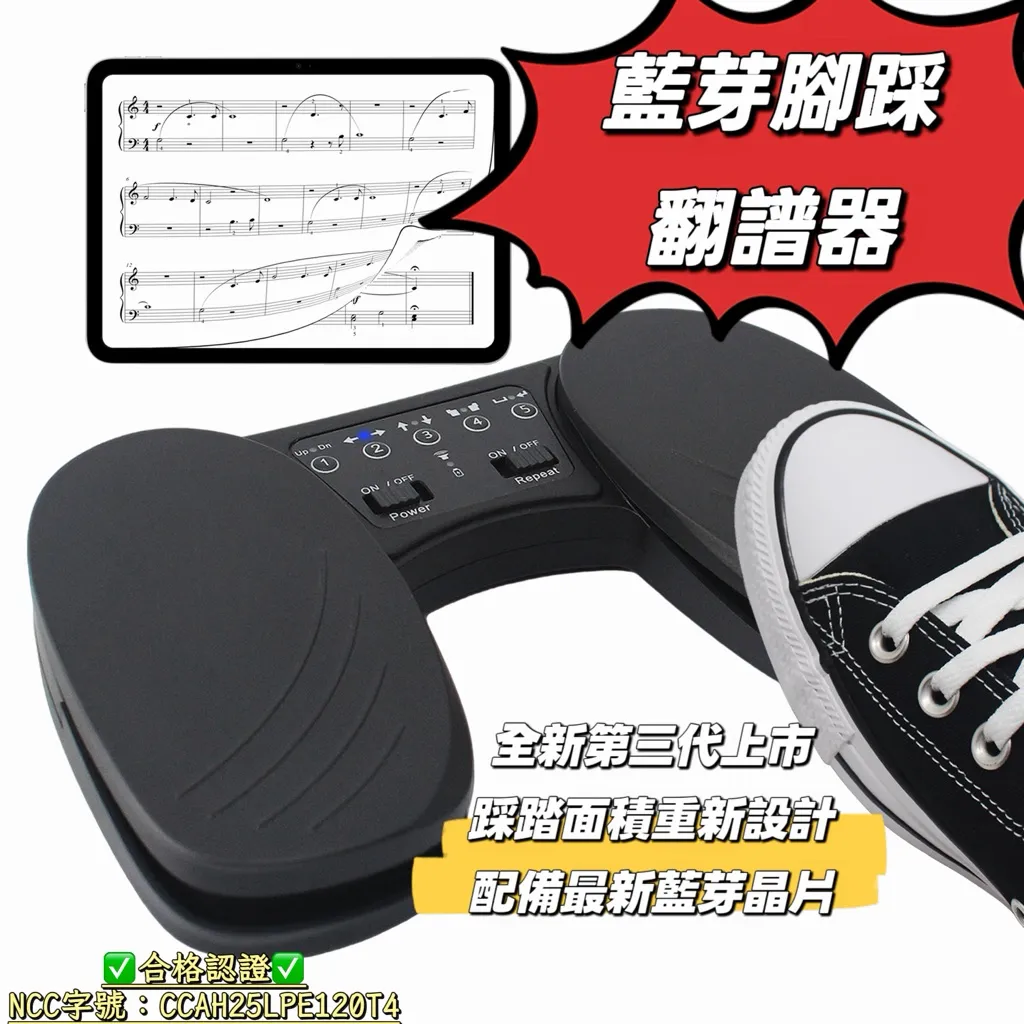 藍芽腳踩
翻譜器
Up Dn
1
2
3
4
5
ON / OFF
Power
ON / OFF
Repeat
全新第三代上市
踩踏面積重新設計
配備最新藍芽晶片
✅合格認證✅
NCC字號：CCAH25LPE120T4